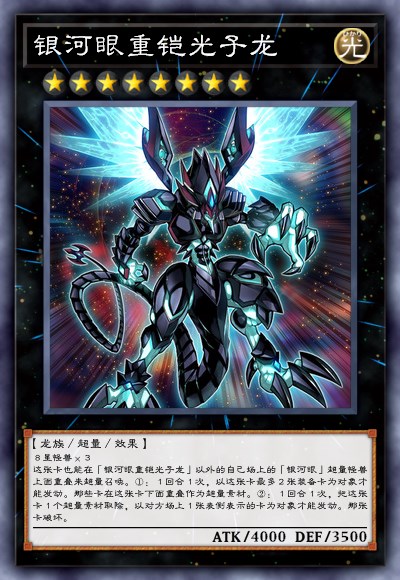 银河眼重铠光子龙
光
【龙族／超量／效果】
８星怪兽×３
这张卡也能在「银河眼重铠光子龙」以外的自己场上的「银河眼」超量怪兽
上面重叠来超量召唤。①：１回合１次，以这张卡最多２张装备卡为对象才
能发动。那些卡在这张卡下面重叠作为超量素材。②：１回合１次，把这张
卡１个超量素材取除，以对方场上１张表侧表示的卡为对象才能发动。那张
卡破坏。
ATK/4000 DEF/3500